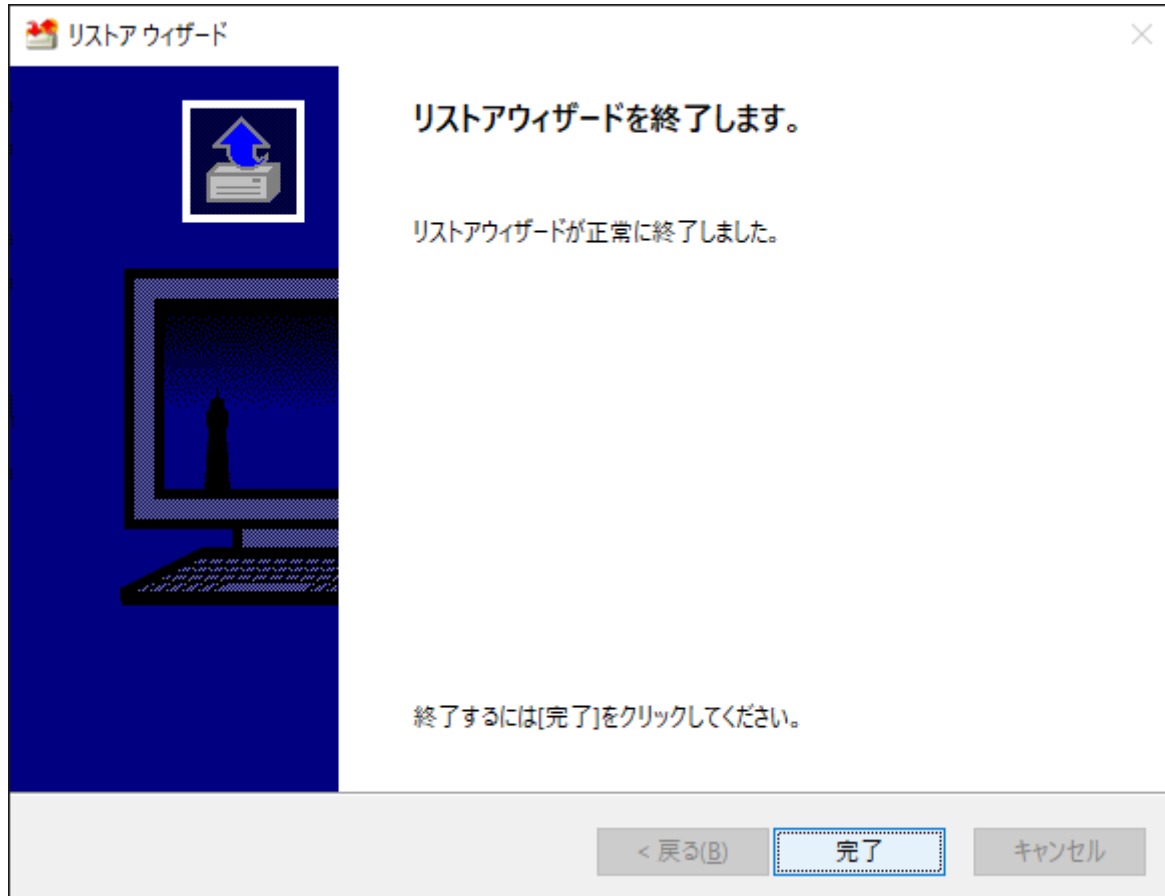 リストア ウィザード
リストアウィザードを終了します。
リストアウィザードが正常に終了しました。
終了するには[完了]をクリックしてください。
< 戻る(B)
完了
キャンセル